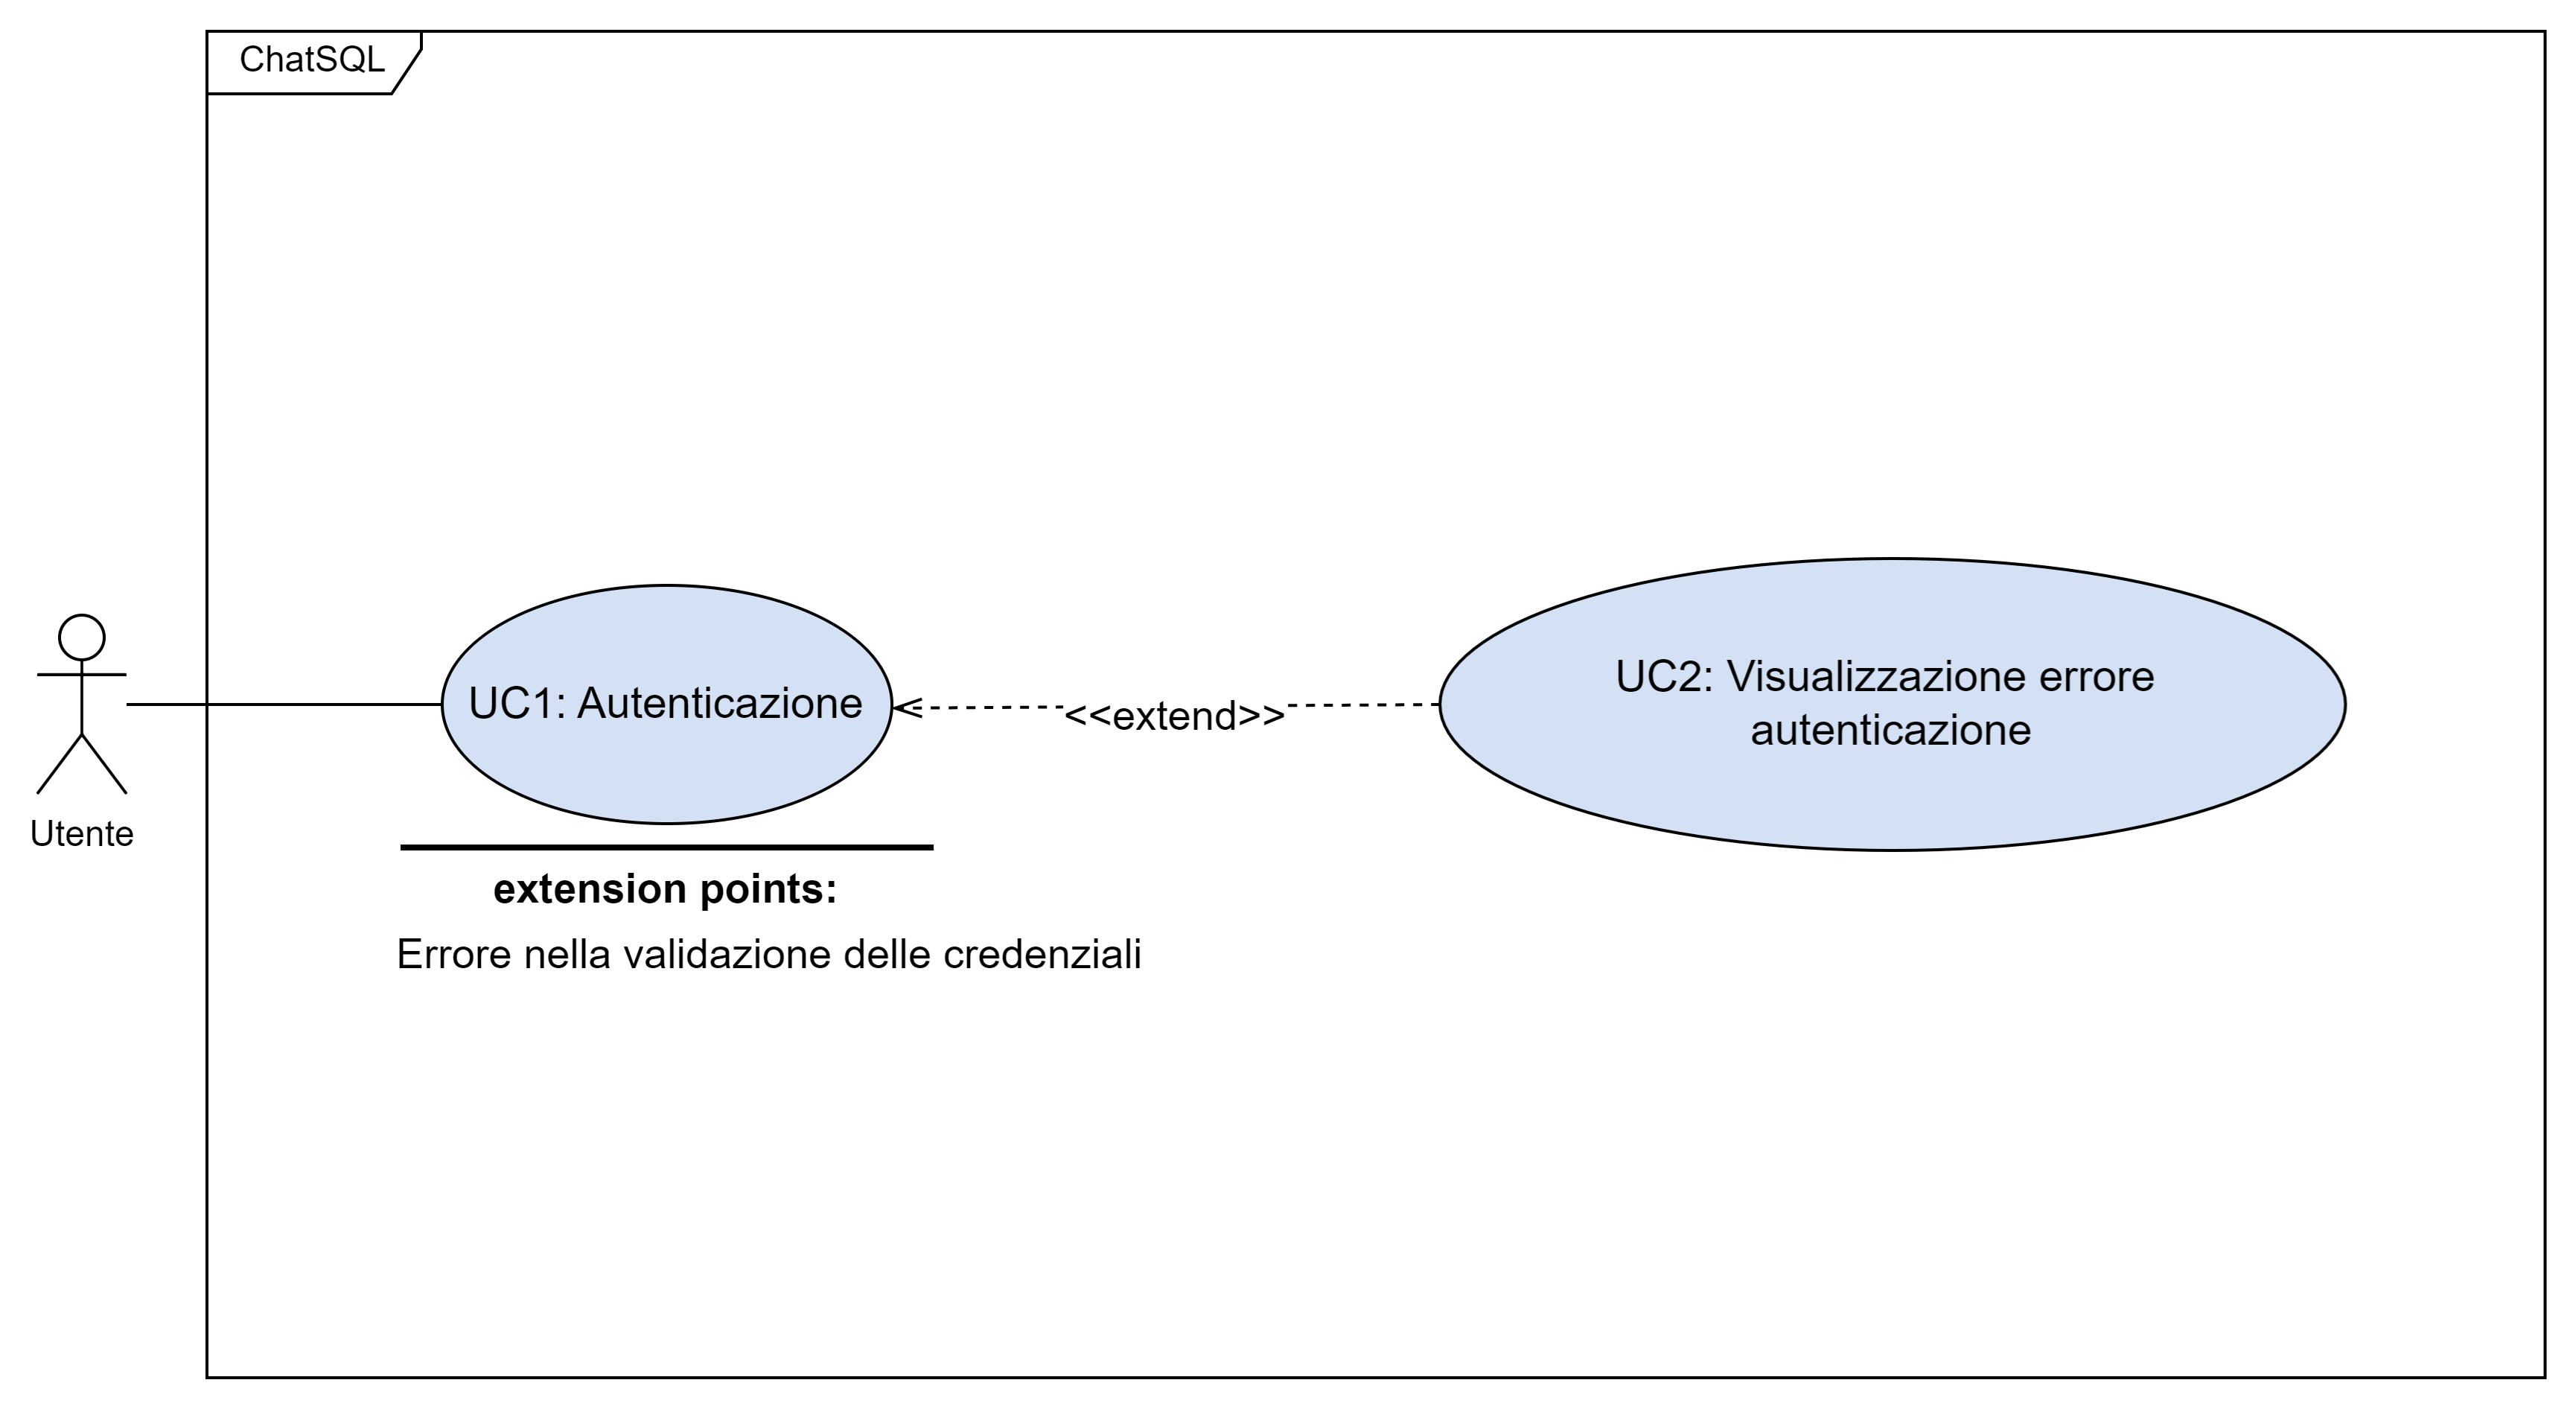 ChatSQL
UC1: Autenticazione
<<extend>>
UC2: Visualizzazione errore
autenticazione
Utente
extension points:
Errore nella validazione delle credenziali